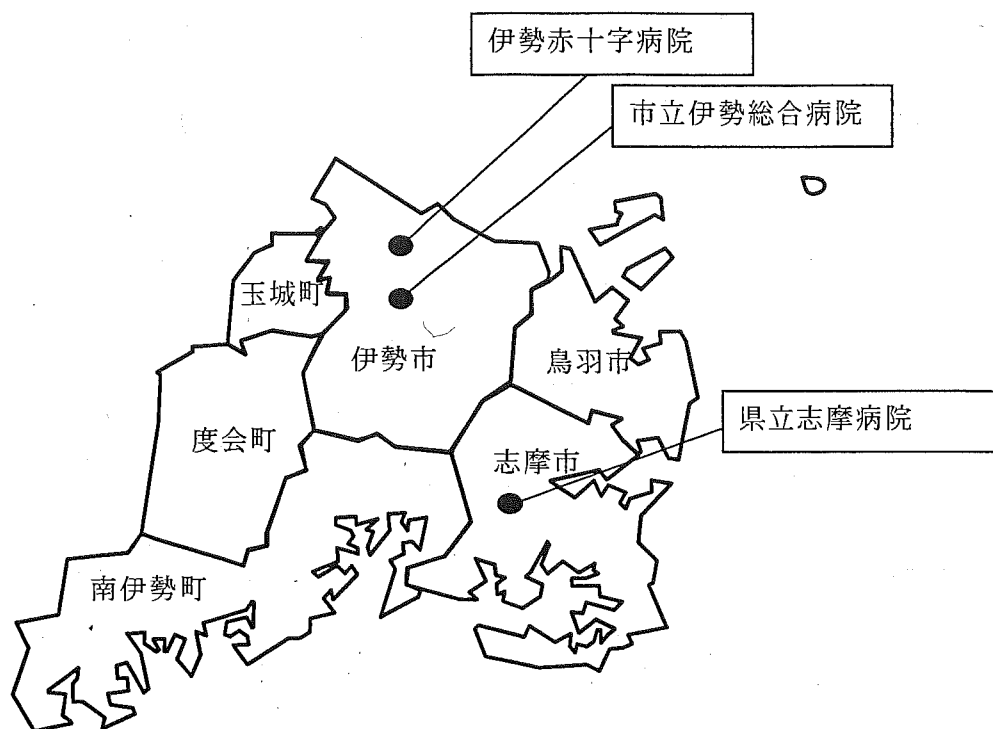 伊勢赤十字病院
市立伊勢総合病院
玉城町
伊勢市
鳥羽市
県立志摩病院
度会町
志摩市
南伊勢町